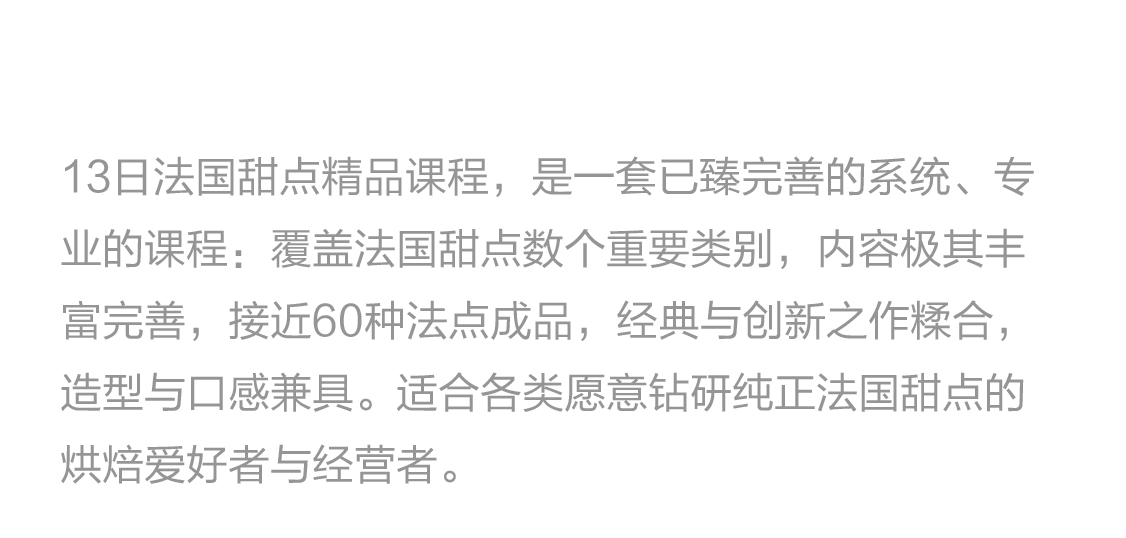 13日法国甜点精品课程，是一套已臻完善的系统、专
业的课程：覆盖法国甜点数个重要类别，内容极其丰
富完善，接近60种法点成品，经典与创新之作糅合，
造型与口感兼具。适合各类愿意钻研纯正法国甜点的
烘焙爱好者与经营者。